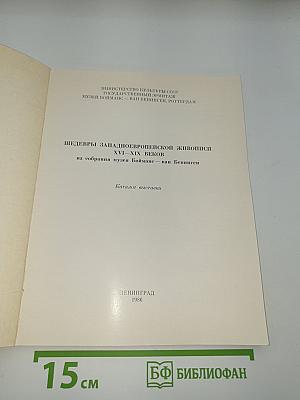 МИНИСТЕРСТВО КУЛЬТУРЫ СССР
ГОСУДАРСТВЕННЫЙ ЭРМИТАЖ
МУЗЕЙ БОЙМАНС — ВАН БЕНИНГЕН, РОТТЕРДАМ
ШЕДЕВРЫ ЗАПАДНОЕВРОПЕЙСКОЙ ЖИВОПИСИ
XVI—XIX ВЕКОВ
из собрания музея Бойманс — ван Бенинген
Каталог выставки
ЛЕНИНГРАД
1986
15 см
БФ БИБЛИОФАН